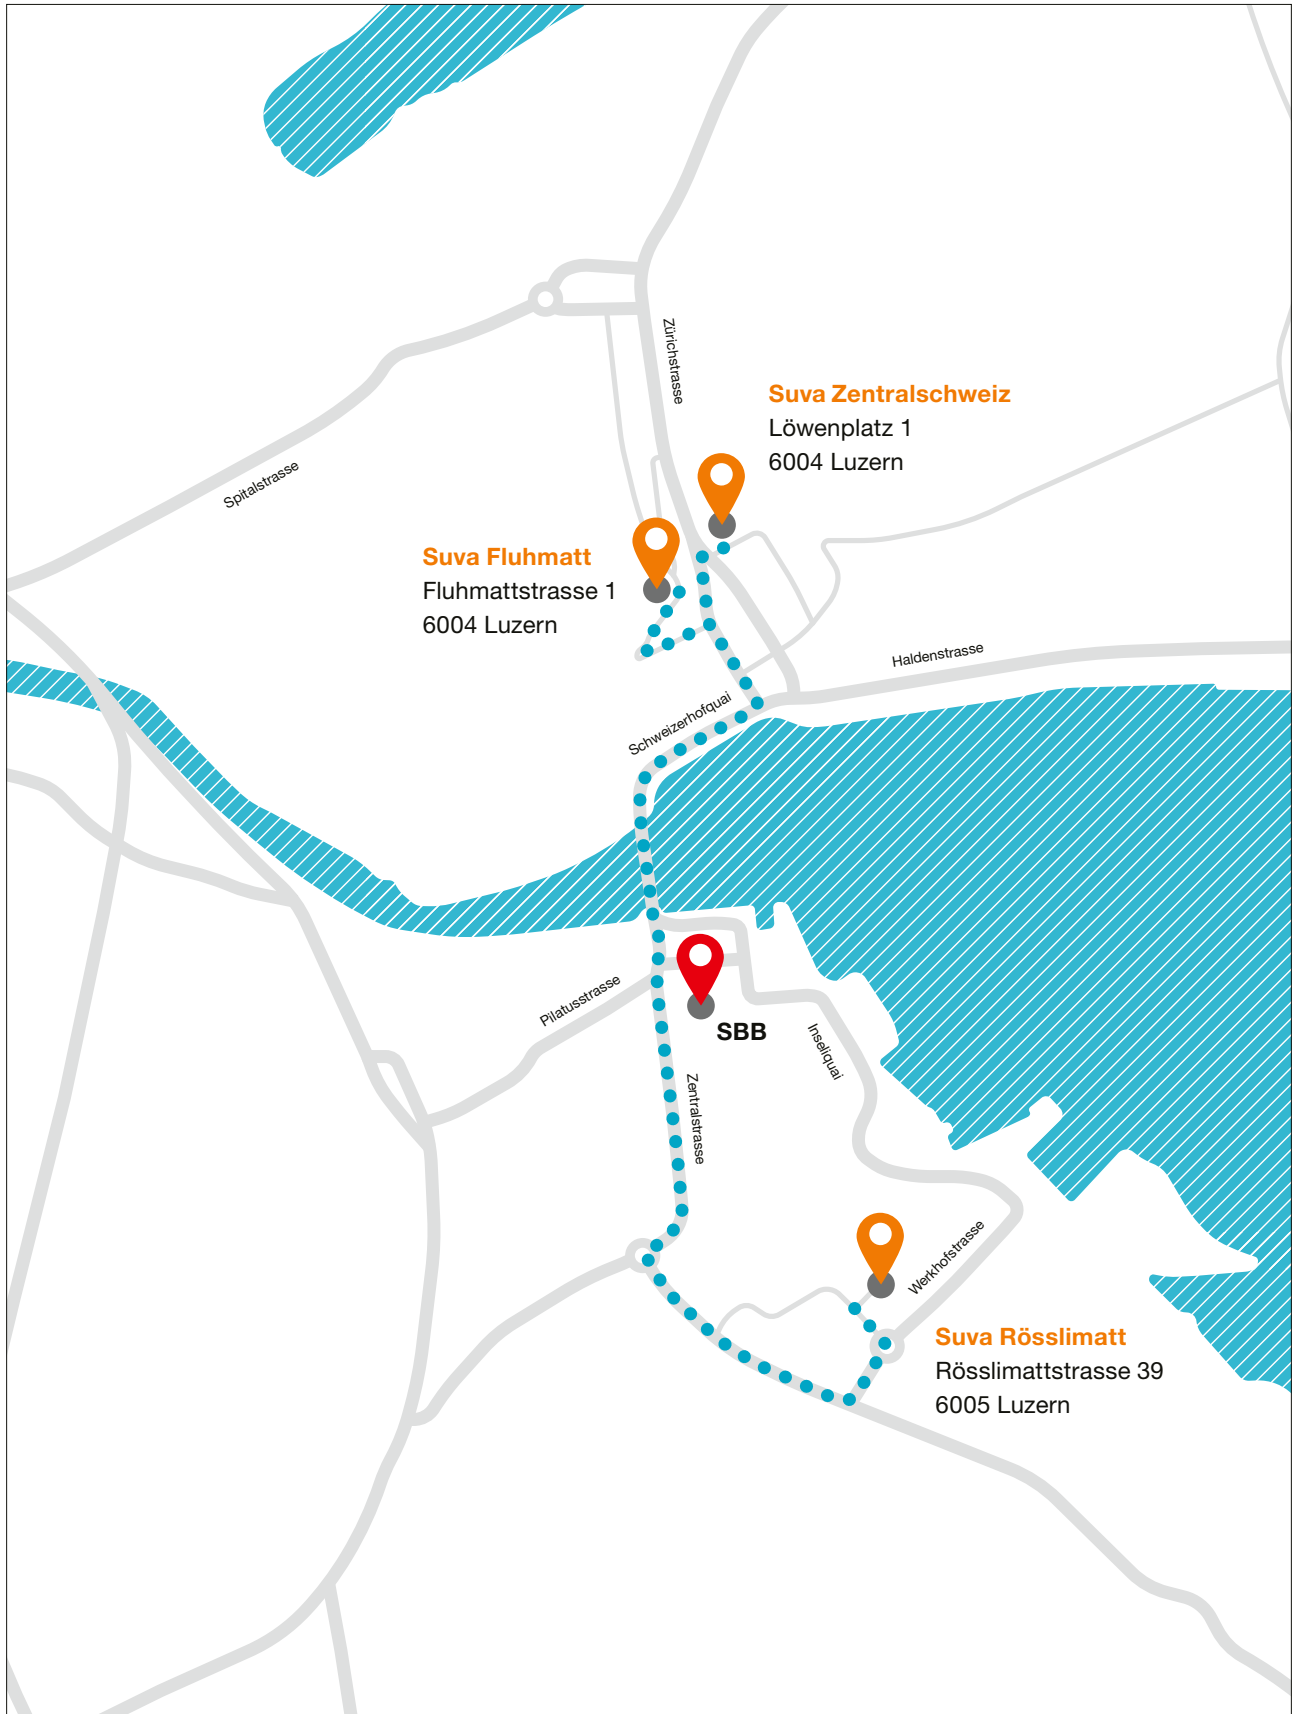 Zürichstrasse
Suva Zentralschweiz
Löwenplatz 1
6004 Luzern
Spitalstrasse
Suva Fluhmatt
Fluhmattstrasse 1
6004 Luzern
Haldenstrasse
Schweizerhofquai
Pilatusstrasse
SBB
Inseliquai
Zentralstrasse
Werkhofstrasse
Suva Rösslimatt
Rösslimattstrasse 39
6005 Luzern